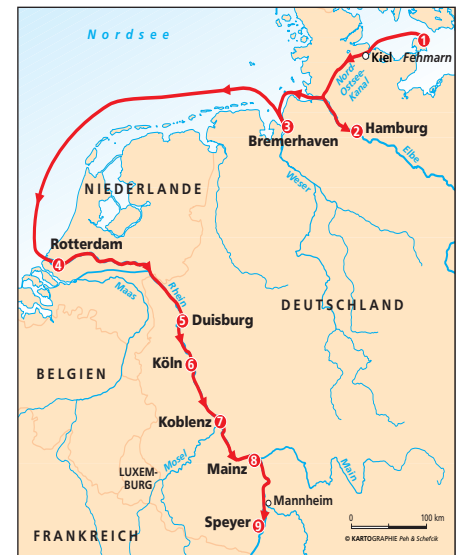 Nordsee
1
Kiel
Fehmarn
Nord-
Ostsee-
Kanal
2
Hamburg
3
Bremerhaven
Elbe
Weser
NIEDERLANDE
Rotterdam
4
Maas
Rhein
DEUTSCHLAND
5
Duisburg
Köln
6
BELGIEN
Koblenz
7
Mosel
Mainz
8
Main
LUXEM-
BURG
Mannheim
Speyer
9
0
100 km
FRANKREICH
© KARTOGRAPHIE Peh & Schefcik